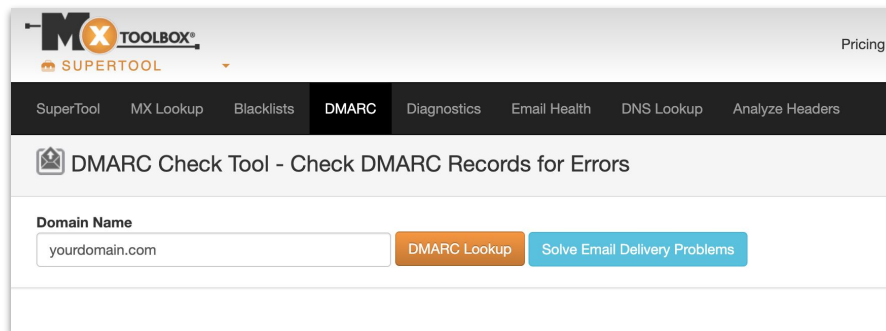 MX TOOLBOX®
Pricing
SUPERTOOL
SuperTool MX Lookup Blacklists DMARC Diagnostics Email Health DNS Lookup Analyze Headers
DMARC Check Tool - Check DMARC Records for Errors
Domain Name
yourdomain.com DMARC Lookup Solve Email Delivery Problems